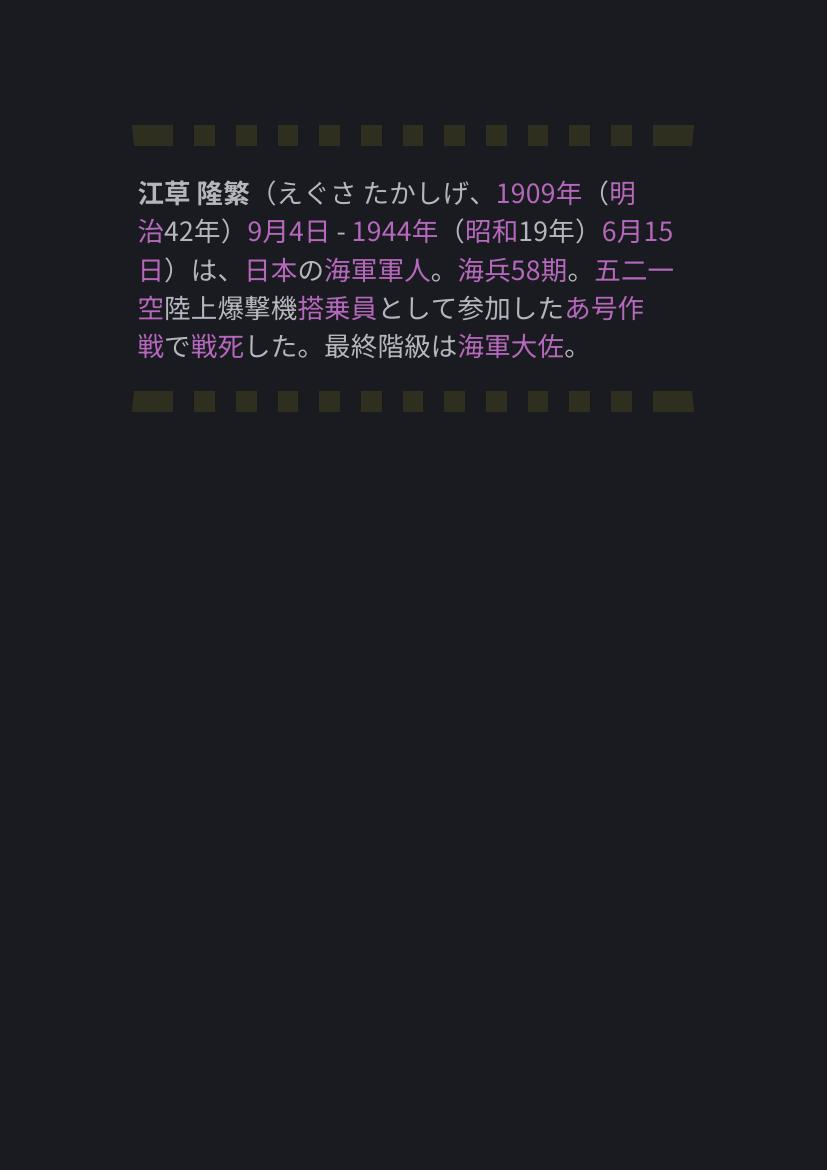 江草 隆繁（えぐさ たかしげ、1909年（明
治42年）9月4日 - 1944年（昭和19年）6月15
日）は、日本の海軍軍人。海兵58期。五二一
空陸上爆撃機搭乗員として参加したあ号作
戦で戦死した。最終階級は海軍大佐。